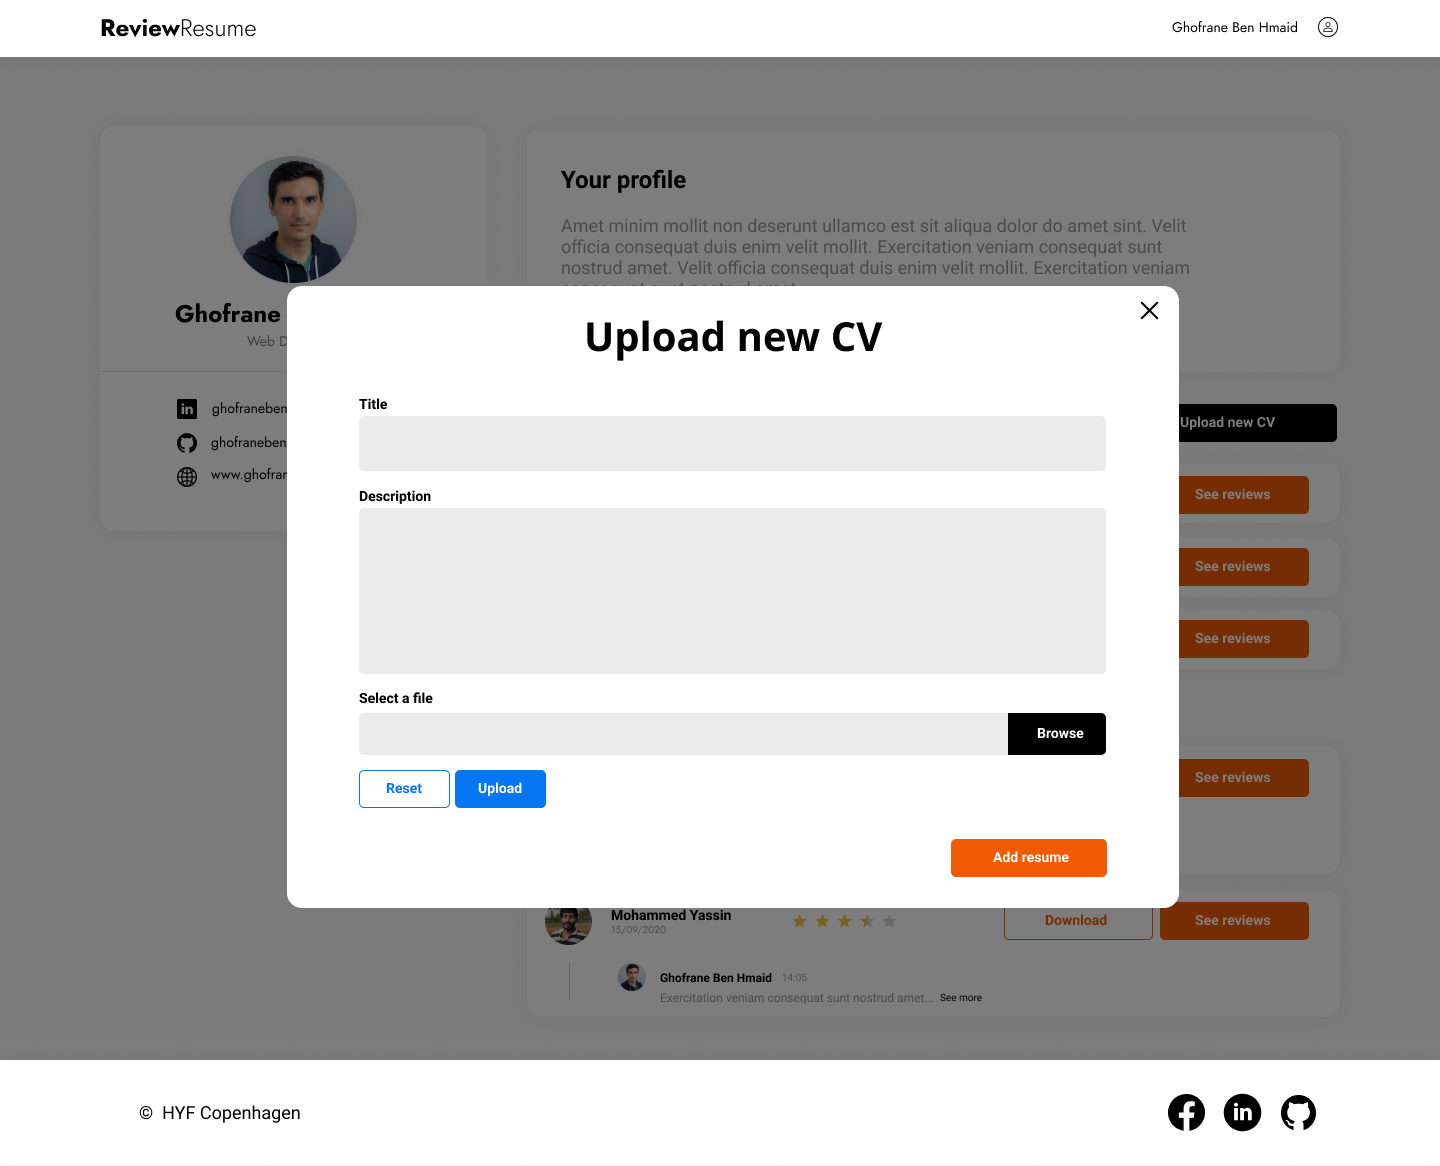 ReviewResume
Ghofrane Ben Hmaid
Your profile
Amet minim mollit non deserunt ullamco est sit aliqua dolor do amet sint. Velit
officia consequat duis enim velit mollit. Exercitation veniam consequat sunt
nostrud amet. Velit officia consequat duis enim velit mollit. Exercitation veniam
Ghofrane
Web D
ghofraneben
ghofraneben
www.ghofran
Upload new CV
Title
Description
Select a file
Browse
Reset
Upload
Add resume
Upload new CV
See reviews
See reviews
See reviews
See reviews
Mohammed Yassin
15/09/2020
Download
See reviews
Ghofrane Ben Hmaid 14:05
Exercitation veniam consequat sunt nostrud amet... See more
© HYF Copenhagen